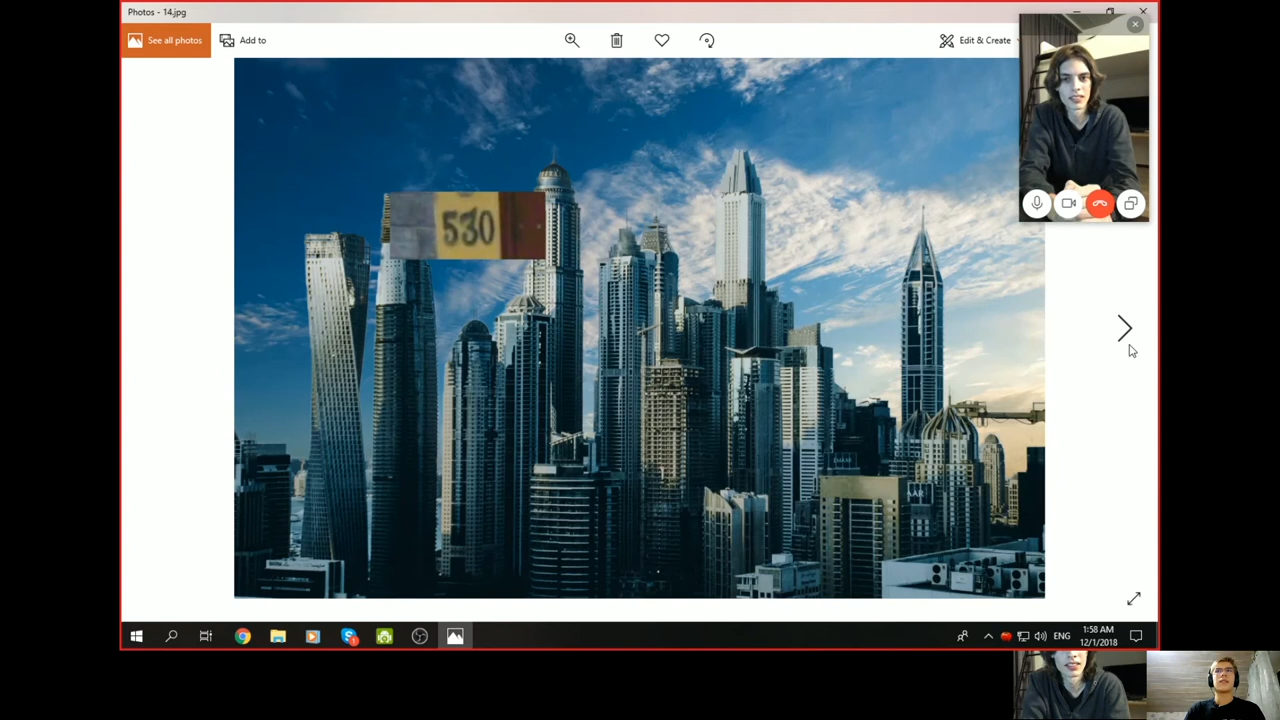 Photos - 14.jpg
See all photos
Add to
Edit & Create
530
1:58 AM
ENG
12/1/2018